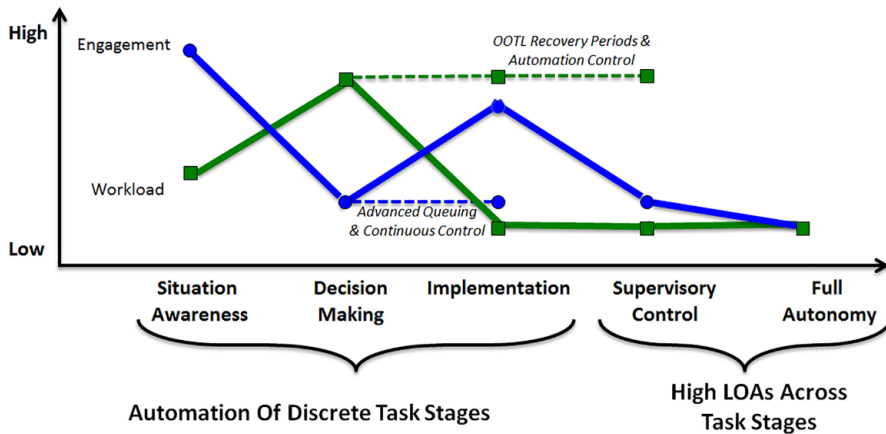 High
Engagement
OOTL Recovery Periods &
Automation Control
Workload
Advanced Queuing
& Continuous Control
Low
Situation
Awareness
Decision
Making
Implementation
Supervisory
Control
Full
Autonomy
Automation Of Discrete Task Stages
High LOAs Across
Task Stages